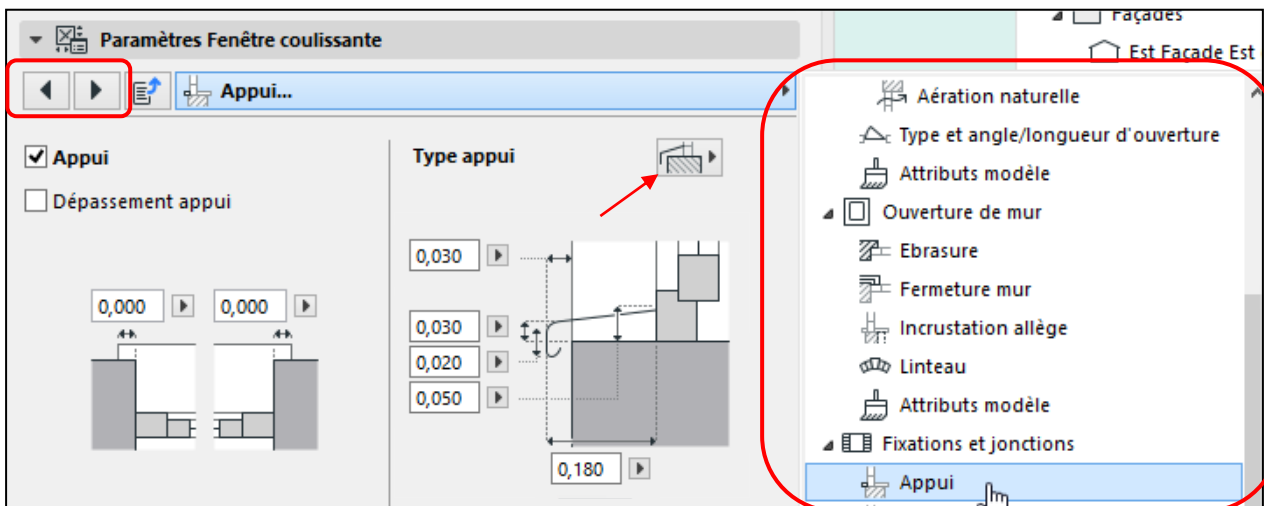 Paramètres Fenêtre coulissante
Appui...
Appui
Dépassement appui
0,000
0,000
Type appui
0,030
0,030
0,020
0,050
0,180
Façades
Est Façade Est
Aération naturelle
Type et angle/longueur d'ouverture
Attributs modèle
Ouverture de mur
Ebrasure
Fermeture mur
Incrustation allège
Linteau
Attributs modèle
Fixations et jonctions
Appui